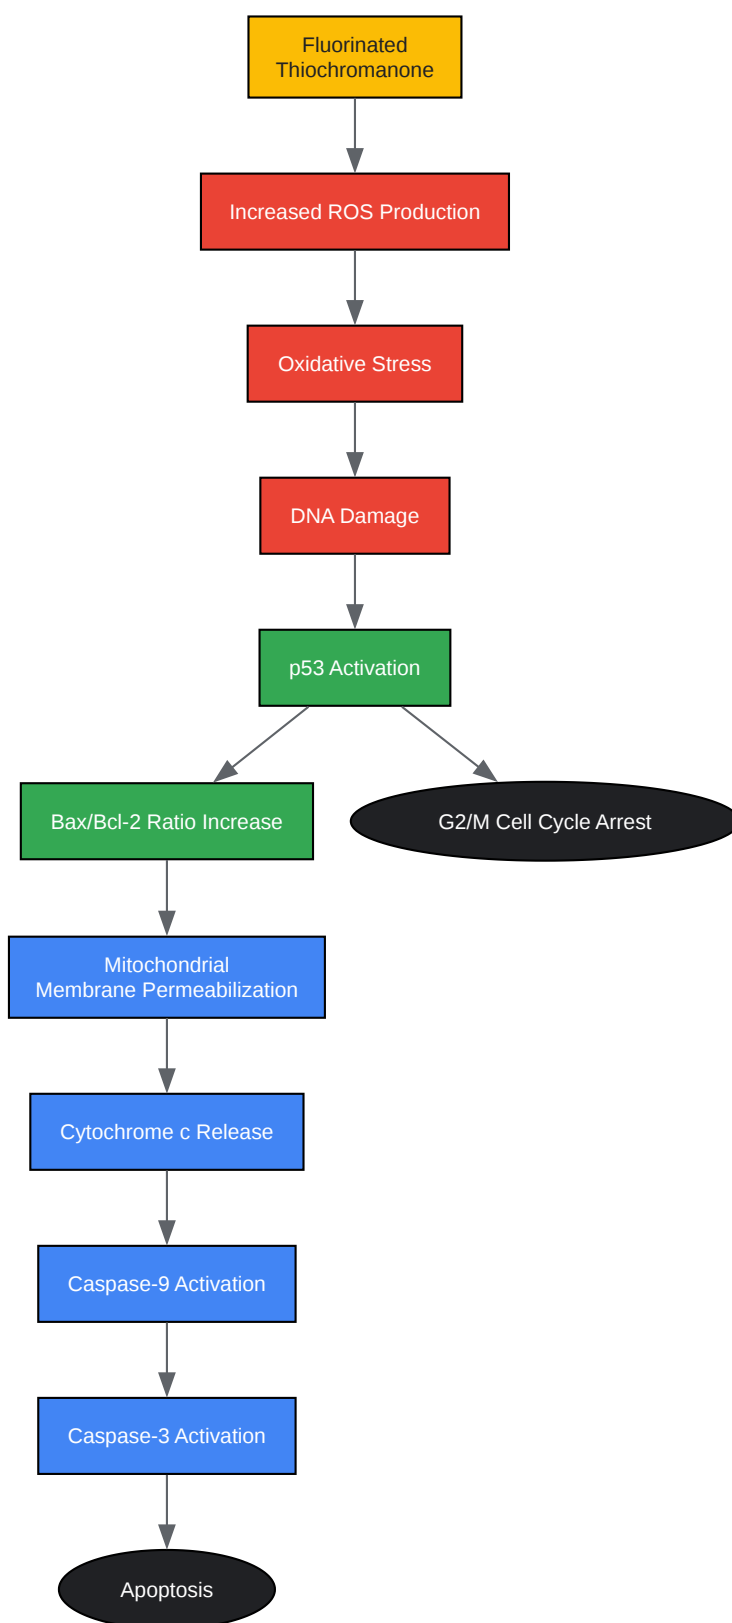 Fluorinated
Thiochromanone
Increased ROS Production
Oxidative Stress
DNA Damage
p53 Activation
Bax/Bcl-2 Ratio Increase
G2/M Cell Cycle Arrest
Mitochondrial
Membrane Permeabilization
Cytochrome c Release
Caspase-9 Activation
Caspase-3 Activation
Apoptosis